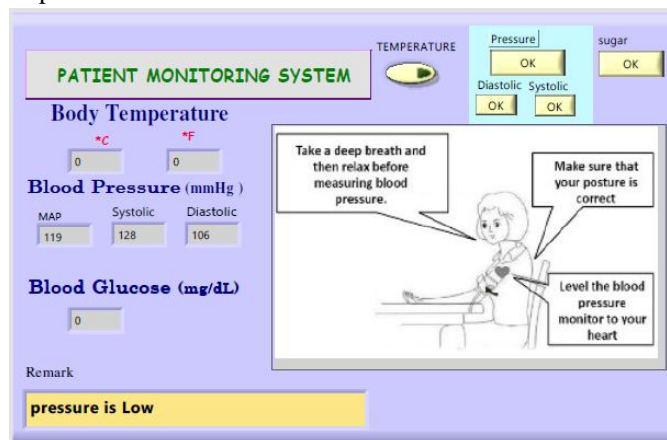 PATIENT MONITORING SYSTEM
TEMPERATURE
Pressure
OK
sugar
OK
Diastolic Systolic
OK OK
Body Temperature
*C *F
0 0
Blood Pressure (mmHg )
MAP Systolic Diastolic
119 128 106
Blood Glucose (mg/dL)
0
Take a deep breath and
then relax before
measuring blood
pressure.
Make sure that
your posture is
correct
Level the blood
pressure
monitor to your
heart
Remark
pressure is Low